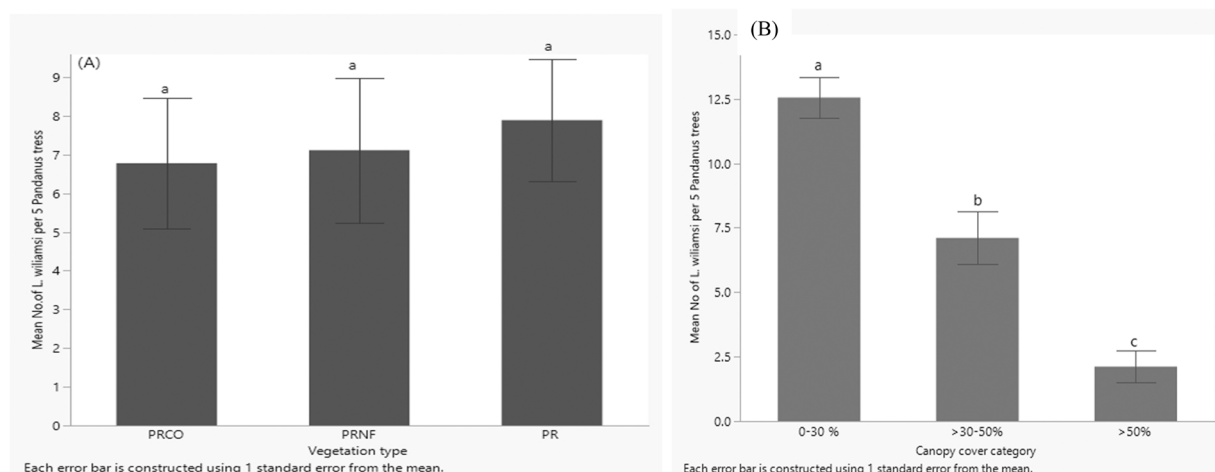 (A)
a
a
a
9
8
7
6
5
4
3
2
1
0
Mean No.of L. wiliamsi per 5 Pandanus tress
PRCO
PRNF
PR
Vegetation type
Each error bar is constructed using 1 standard error from the mean.
(B)
15.0
12.5
10.0
7.5
5.0
2.5
0.0
a
b
c
Mean No of L. wiliamsi per 5 Pandanus trees
0-30 %
>30-50%
>50%
Canopy cover category
Each error bar is constructed using 1 standard error from the mean.